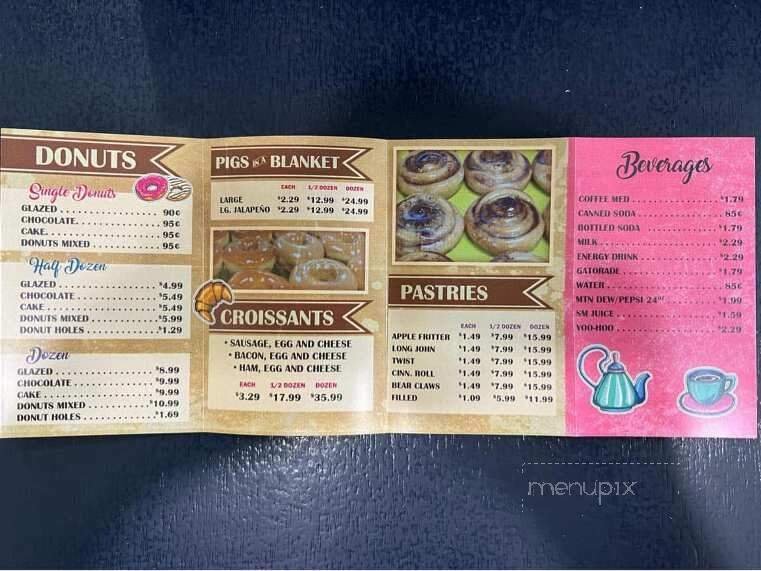 DONUTS
Single Donuts
GLAZED 90¢
CHOCOLATE 95¢
CAKE 95¢
DONUTS MIXED 95¢
Half Dozen
GLAZED $4.99
CHOCOLATE $5.49
CAKE $5.49
DONUTS MIXED $5.99
DONUT HOLES $1.29
Dozen
GLAZED $8.99
CHOCOLATE $9.99
CAKE $9.99
DONUTS MIXED $10.99
DONUT HOLES $1.69
PIGS IN A BLANKET
EACH 1/2 DOZEN DOZEN
LARGE $2.29 $12.99 $24.99
LG. JALAPEÑO $2.29 $12.99 $24.99
CROISSANTS
• SAUSAGE, EGG AND CHEESE
• BACON, EGG AND CHEESE
• HAM, EGG AND CHEESE
EACH 1/2 DOZEN DOZEN
$3.29 $17.99 $35.99
PASTRIES
EACH 1/2 DOZEN DOZEN
APPLE FRITTER $1.49 $7.99 $15.99
LONG JOHN $1.49 $7.99 $15.99
TWIST $1.49 $7.99 $15.99
CINN. ROLL $1.49 $7.99 $15.99
BEAR CLAWS $1.49 $7.99 $15.99
FILLED $1.09 $5.99 $11.99
Beverages
COFFEE MED $1.79
CANNED SODA 85¢
BOTTLED SODA $1.79
MILK $2.29
ENERGY DRINK $2.29
GATORADE $1.79
WATER 85¢
MTN DEW/PEPSI 24oz $1.99
SM JUICE $1.59
YOO-HOO $2.29
menupix